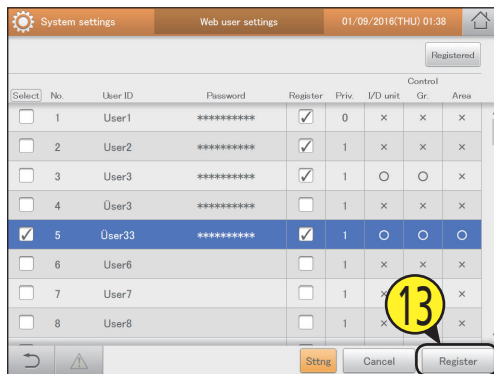 System settings Web user settings 01/09/2016(THU) 01:38
Registered
Control
Select No. User ID Password Register Priv. I/D unit Gr. Area
1 User1 ********** 0 × × ×
2 User2 ********** 1 × × ×
3 User3 ********** 1 ○ ○ ×
4 Üser3 ********** 1 × × ×
5 Üser33 ********** 1 ○ ○ ○
6 User6 1 × × ×
7 User7 1 × ×
8 User8 1 × ×
13
Sttng Cancel Register